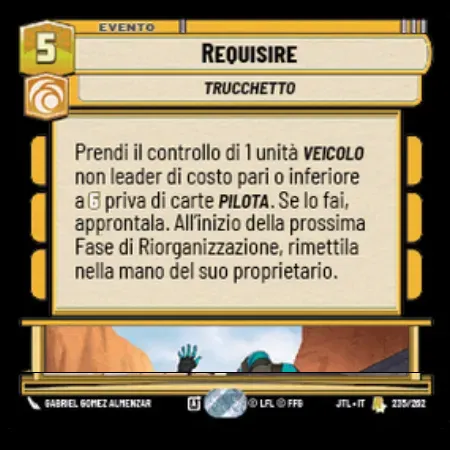 EVENTO
5
REQUISIRE
TRUCCHETTO
Prendi il controllo di 1 unità VEICOLO
non leader di costo pari o inferiore
a 6 priva di carte PILOTA. Se lo fai,
approntala. All'inizio della prossima
Fase di Riorganizzazione, rimettila
nella mano del suo proprietario.
GABRIEL GOMEZ ALMENZAR
A © LFL © FFG
JTL • IT 235/262